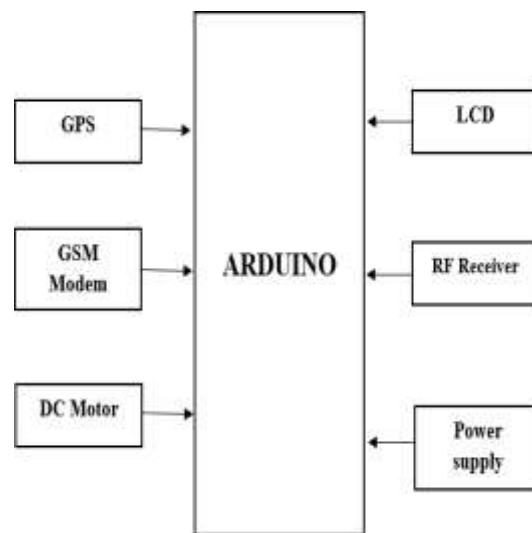 GPS
GSM
Modem
DC Motor
ARDUINO
LCD
RF Receiver
Power
supply